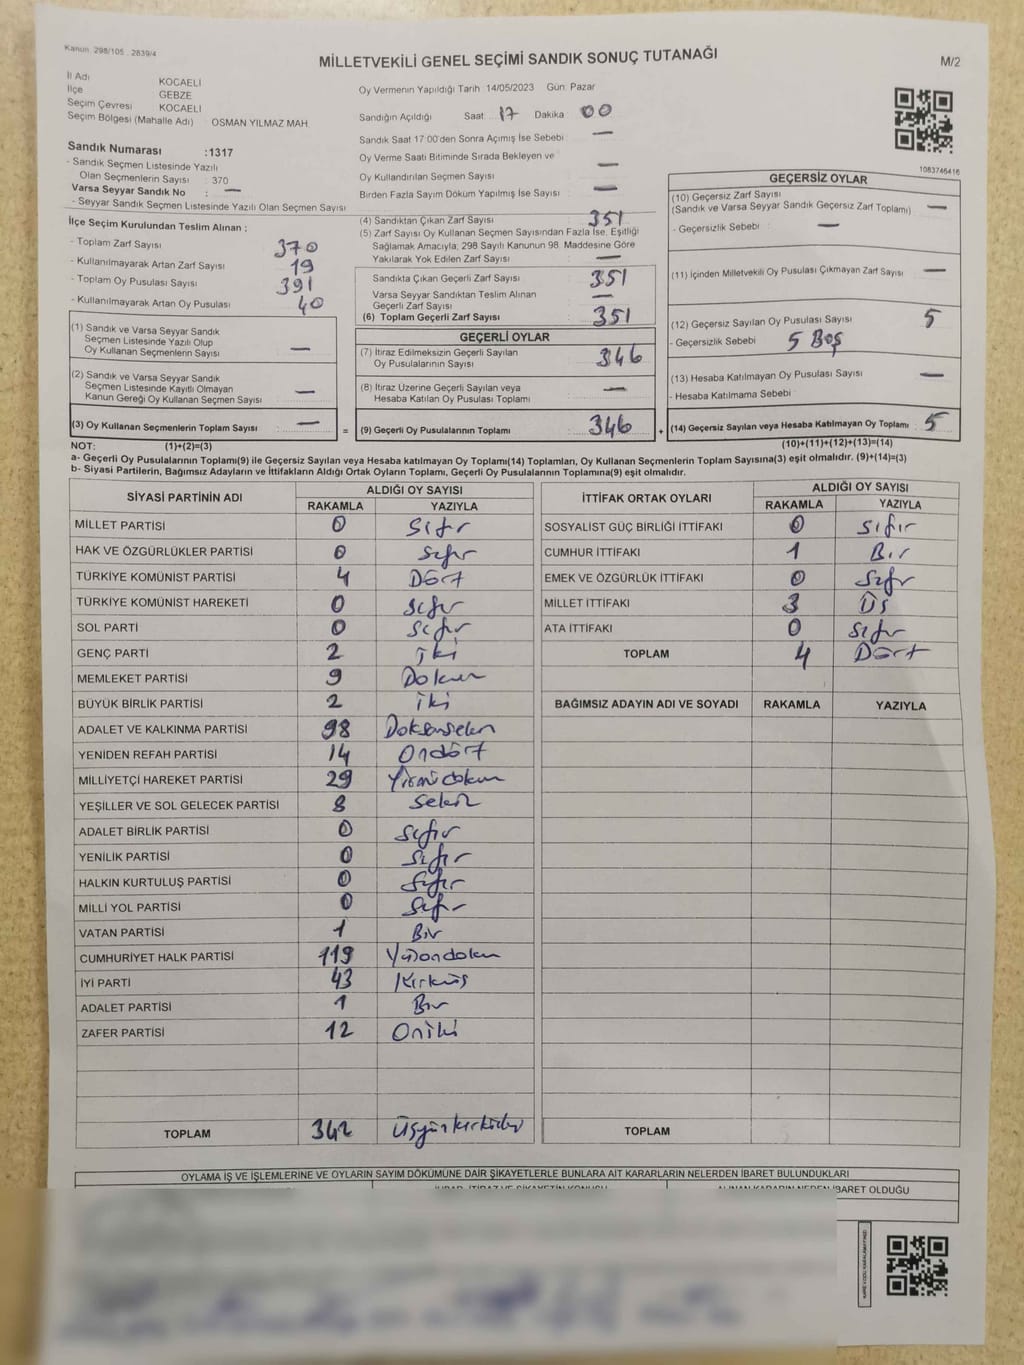 Kanun 298/105 2839/4
MİLLETVEKİLİ GENEL SEÇİMİ SANDIK SONUÇ TUTANAĞI
M/2
İl Adı KOCAELİ
İlçe GEBZE
Seçim Çevresi KOCAELİ
Seçim Bölgesi (Mahalle Adı) OSMAN YILMAZ MAH.
Sandık Numarası :1317
- Sandık Seçmen Listesinde Yazılı
Olan Seçmenlerin Sayısı : 370
Varsa Seyyar Sandık No : —
- Seyyar Sandık Seçmen Listesinde Yazılı Olan Seçmen Sayısı
Oy Vermenin Yapıldığı Tarih 14/05/2023 Gün: Pazar
Sandığın Açıldığı Saat 17 Dakika 00
Sandık Saat 17:00'den Sonra Açımış İse Sebebi : —
Oy Verme Saati Bitiminde Sırada Bekleyen ve
Oy Kullandırılan Seçmen Sayısı : —
Birden Fazla Sayım Döküm Yapılmış İse Sayısı : —
1083746416
İlçe Seçim Kurulundan Teslim Alınan :
- Toplam Zarf Sayısı 370
- Kullanılmayarak Artan Zarf Sayısı 19
- Toplam Oy Pusulası Sayısı 391
- Kullanılmayarak Artan Oy Pusulası 40
(1) Sandık ve Varsa Seyyar Sandık
Seçmen Listesinde Yazılı Olup
Oy Kullanan Seçmenlerin Sayısı : —
(2) Sandık ve Varsa Seyyar Sandık
Seçmen Listesinde Kayıtlı Olmayan
Kanun Gereği Oy Kullanan Seçmen Sayısı : —
(3) Oy Kullanan Seçmenlerin Toplam Sayısı : — =
(4) Sandıktan Çıkan Zarf Sayısı : 351
(5) Zarf Sayısı Oy Kullanan Seçmen Sayısından Fazla İse, Eşitliği
Sağlamak Amacıyla; 298 Sayılı Kanunun 98. Maddesine Göre
Yakılarak Yok Edilen Zarf Sayısı : —
Sandıkta Çıkan Geçerli Zarf Sayısı : 351
Varsa Seyyar Sandıktan Teslim Alınan
Geçerli Zarf Sayısı : —
(6) Toplam Geçerli Zarf Sayısı : 351
GEÇERLİ OYLAR
(7) İtiraz Edilmeksizin Geçerli Sayılan
Oy Pusulalarının Sayısı : 346
(8) İtiraz Üzerine Geçerli Sayılan veya
Hesaba Katılan Oy Pusulası Toplamı : —
(9) Geçerli Oy Pusulalarının Toplamı : 346 +
GEÇERSİZ OYLAR
(10) Geçersiz Zarf Sayısı
(Sandık ve Varsa Seyyar Sandık Geçersiz Zarf Toplamı) : —
- Geçersizlik Sebebi : —
(11) İçinden Milletvekili Oy Pusulası Çıkmayan Zarf Sayısı : —
(12) Geçersiz Sayılan Oy Pusulası Sayısı : 5
- Geçersizlik Sebebi : 5 Boş
(13) Hesaba Katılmayan Oy Pusulası Sayısı : —
- Hesaba Katılmama Sebebi
(14) Geçersiz Sayılan veya Hesaba Katılmayan Oy Toplamı : 5
NOT: (1)+(2)=(3)
(10)+(11)+(12)+(13)=(14)
a- Geçerli Oy Pusulalarının Toplamı(9) ile Geçersiz Sayılan veya Hesaba katılmayan Oy Toplamı(14) Toplamları, Oy Kullanan Seçmenlerin Toplam Sayısına(3) eşit olmalıdır. (9)+(14)=(3)
b- Siyasi Partilerin, Bağımsız Adayların ve İttifakların Aldığı Ortak Oyların Toplamı, Geçerli Oy Pusulalarının Toplamına(9) eşit olmalıdır.
SİYASİ PARTİNİN ADI ALDIĞI OY SAYISI
RAKAMLA YAZIYLA
MİLLET PARTİSİ 0 Sıfır
HAK VE ÖZGÜRLÜKLER PARTİSİ 0 Sıfır
TÜRKİYE KOMÜNİST PARTİSİ 4 Dört
TÜRKİYE KOMÜNİST HAREKETİ 0 Sıfır
SOL PARTİ 0 Sıfır
GENÇ PARTİ 2 İki
MEMLEKET PARTİSİ 9 Dokuz
BÜYÜK BİRLİK PARTİSİ 2 İki
ADALET VE KALKINMA PARTİSİ 98 Doksansekiz
YENİDEN REFAH PARTİSİ 14 Ondört
MİLLİYETÇİ HAREKET PARTİSİ 29 Yirmidokuz
YEŞİLLER VE SOL GELECEK PARTİSİ 8 Sekiz
ADALET BİRLİK PARTİSİ 0 Sıfır
YENİLİK PARTİSİ 0 Sıfır
HALKIN KURTULUŞ PARTİSİ 0 Sıfır
MİLLİ YOL PARTİSİ 0 Sıfır
VATAN PARTİSİ 1 Bir
CUMHURİYET HALK PARTİSİ 119 Yüzondokuz
İYİ PARTİ 43 Kırküç
ADALET PARTİSİ 1 Bir
ZAFER PARTİSİ 12 Oniki
TOPLAM 342 Üçyüzkırkiki
İTTİFAK ORTAK OYLARI ALDIĞI OY SAYISI
RAKAMLA YAZIYLA
SOSYALİST GÜÇ BİRLİĞİ İTTİFAKI 0 Sıfır
CUMHUR İTTİFAKI 1 Bir
EMEK VE ÖZGÜRLÜK İTTİFAKI 0 Sıfır
MİLLET İTTİFAKI 3 Üç
ATA İTTİFAKI 0 Sıfır
TOPLAM 4 Dört
BAĞIMSIZ ADAYIN ADI VE SOYADI RAKAMLA YAZIYLA
TOPLAM
OYLAMA İŞ VE İŞLEMLERİNE VE OYLARIN SAYIM DÖKÜMÜNE DAİR ŞİKAYETLERLE BUNLARA AİT KARARLARIN NELERDEN İBARET BULUNDUKLARI
İHBAR, İTİRAZ VE ŞİKAYETİN KONUSU ALINAN KARARIN NEDEN İBARET OLDUĞU
KARE KODU KARALAMAYINIZ!